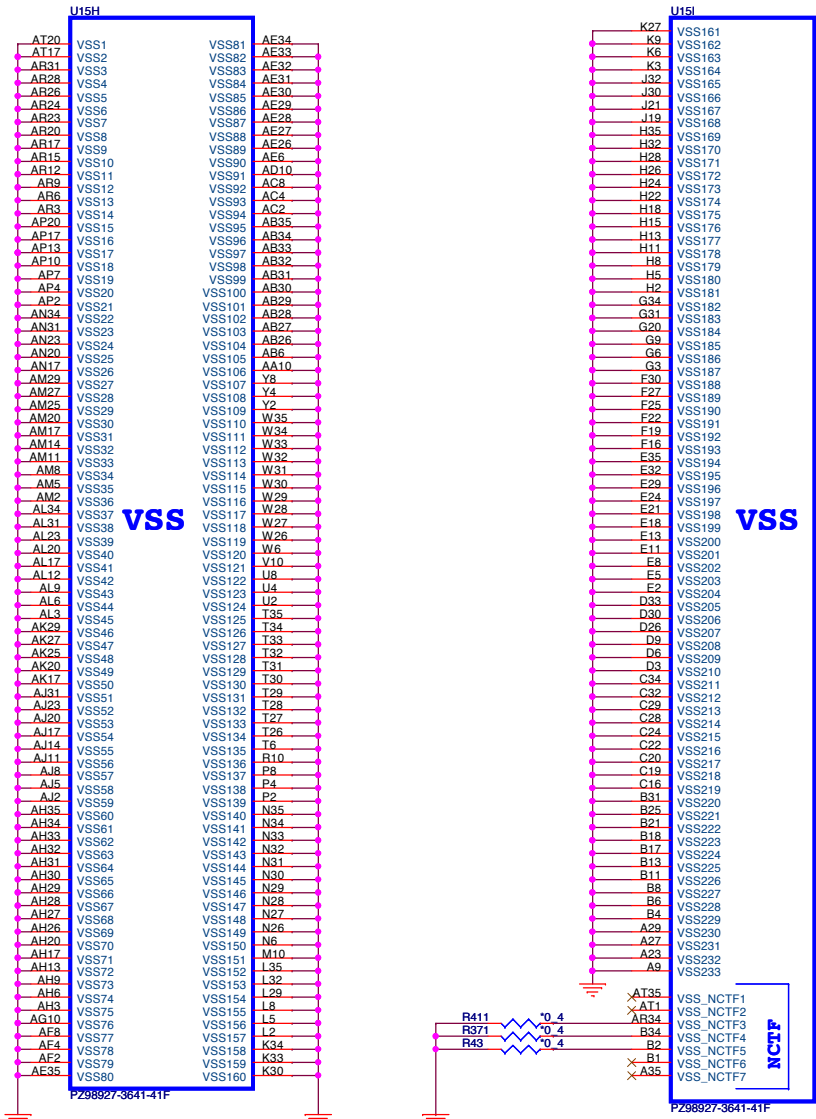 U15H
AT20 VSS1 VSS81 AE34
AT17 VSS2 VSS82 AE33
AR31 VSS3 VSS83 AE32
AR28 VSS4 VSS84 AE31
AR26 VSS5 VSS85 AE30
AR24 VSS6 VSS86 AE29
AR23 VSS7 VSS87 AE28
AR20 VSS8 VSS88 AE27
AR17 VSS9 VSS89 AE26
AR15 VSS10 VSS90 AE6
AR12 VSS11 VSS91 AD10
AR9 VSS12 VSS92 AC8
AR6 VSS13 VSS93 AC4
AR3 VSS14 VSS94 AC2
AP20 VSS15 VSS95 AB35
AP17 VSS16 VSS96 AB34
AP13 VSS17 VSS97 AB33
AP10 VSS18 VSS98 AB32
AP7 VSS19 VSS99 AB31
AP4 VSS20 VSS100 AB30
AP2 VSS21 VSS101 AB29
AN34 VSS22 VSS102 AB28
AN31 VSS23 VSS103 AB27
AN23 VSS24 VSS104 AB26
AN20 VSS25 VSS105 AB6
AN17 VSS26 VSS106 AA10
AM29 VSS27 VSS107 Y8
AM27 VSS28 VSS108 Y4
AM25 VSS29 VSS109 Y2
AM20 VSS30 VSS110 W35
AM17 VSS31 VSS111 W34
AM14 VSS32 VSS112 W33
AM11 VSS33 VSS113 W32
AM8 VSS34 VSS114 W31
AM5 VSS35 VSS115 W30
AM2 VSS36 VSS116 W29
AL34 VSS37 VSS117 W28
AL31 VSS38 VSS118 W27
AL23 VSS39 VSS119 W26
AL20 VSS40 VSS120 W6
AL17 VSS41 VSS121 V10
AL12 VSS42 VSS122 U8
AL9 VSS43 VSS123 U4
AL6 VSS44 VSS124 U2
AL3 VSS45 VSS125 T35
AK29 VSS46 VSS126 T34
AK27 VSS47 VSS127 T33
AK25 VSS48 VSS128 T32
AK20 VSS49 VSS129 T31
AK17 VSS50 VSS130 T30
AJ31 VSS51 VSS131 T29
AJ23 VSS52 VSS132 T28
AJ20 VSS53 VSS133 T27
AJ17 VSS54 VSS134 T26
AJ14 VSS55 VSS135 T6
AJ11 VSS56 VSS136 R10
AJ8 VSS57 VSS137 P8
AJ5 VSS58 VSS138 P4
AJ2 VSS59 VSS139 P2
AH35 VSS60 VSS140 N35
AH34 VSS61 VSS141 N34
AH33 VSS62 VSS142 N33
AH32 VSS63 VSS143 N32
AH31 VSS64 VSS144 N31
AH30 VSS65 VSS145 N30
AH29 VSS66 VSS146 N29
AH28 VSS67 VSS147 N28
AH27 VSS68 VSS148 N27
AH26 VSS69 VSS149 N26
AH20 VSS70 VSS150 N6
AH17 VSS71 VSS151 M10
AH13 VSS72 VSS152 L35
AH9 VSS73 VSS153 L32
AH6 VSS74 VSS154 L29
AH3 VSS75 VSS155 L8
AG10 VSS76 VSS156 L5
AF8 VSS77 VSS157 L2
AF4 VSS78 VSS158 K34
AF2 VSS79 VSS159 K33
AE35 VSS80 VSS160 K30
VSS
PZ98927-3641-41F
U15I
K27 VSS161
K9 VSS162
K6 VSS163
K3 VSS164
J32 VSS165
J30 VSS166
J21 VSS167
J19 VSS168
H35 VSS169
H32 VSS170
H28 VSS171
H26 VSS172
H24 VSS173
H22 VSS174
H18 VSS175
H15 VSS176
H13 VSS177
H11 VSS178
H8 VSS179
H5 VSS180
H2 VSS181
G34 VSS182
G31 VSS183
G20 VSS184
G9 VSS185
G6 VSS186
G3 VSS187
F30 VSS188
F27 VSS189
F25 VSS190
F22 VSS191
F19 VSS192
F16 VSS193
E35 VSS194
E32 VSS195
E29 VSS196
E24 VSS197
E21 VSS198
E18 VSS199
E13 VSS200
E11 VSS201
E8 VSS202
E5 VSS203
E2 VSS204
D33 VSS205
D30 VSS206
D26 VSS207
D9 VSS208
D6 VSS209
D3 VSS210
C34 VSS211
C32 VSS212
C29 VSS213
C28 VSS214
C24 VSS215
C22 VSS216
C20 VSS217
C19 VSS218
C16 VSS219
B31 VSS220
B25 VSS221
B21 VSS222
B18 VSS223
B17 VSS224
B13 VSS225
B11 VSS226
B8 VSS227
B6 VSS228
B4 VSS229
A29 VSS230
A27 VSS231
A23 VSS232
A9 VSS233
VSS
AT35 VSS_NCTF1
AT1 VSS_NCTF2
R411 *0_4 AR34 VSS_NCTF3
R371 *0_4 B34 VSS_NCTF4
R43 *0_4 B2 VSS_NCTF5
B1 VSS_NCTF6
A35 VSS_NCTF7
NCTF
PZ98927-3641-41F